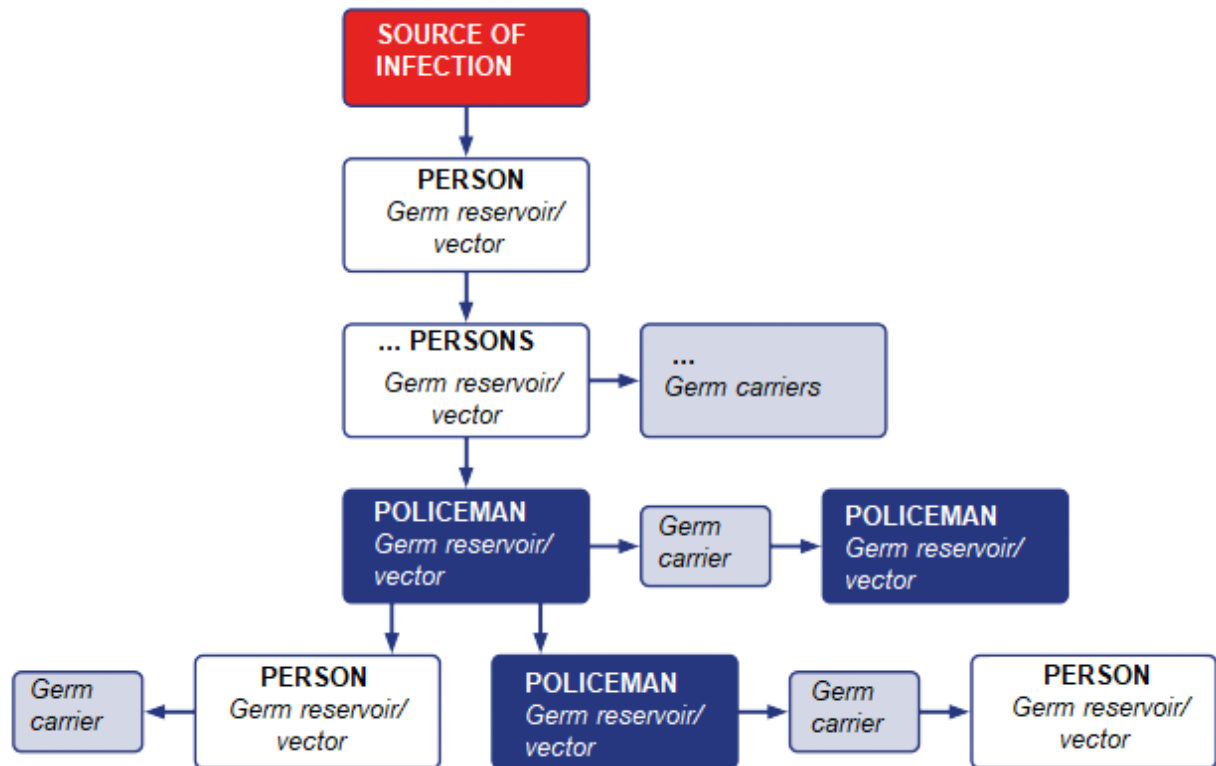 SOURCE OF
INFECTION
PERSON
Germ reservoir/
vector
... PERSONS
Germ reservoir/
vector
...
Germ carriers
POLICEMAN
Germ reservoir/
vector
Germ
carrier
POLICEMAN
Germ reservoir/
vector
Germ
carrier
PERSON
Germ reservoir/
vector
POLICEMAN
Germ reservoir/
vector
Germ
carrier
PERSON
Germ reservoir/
vector